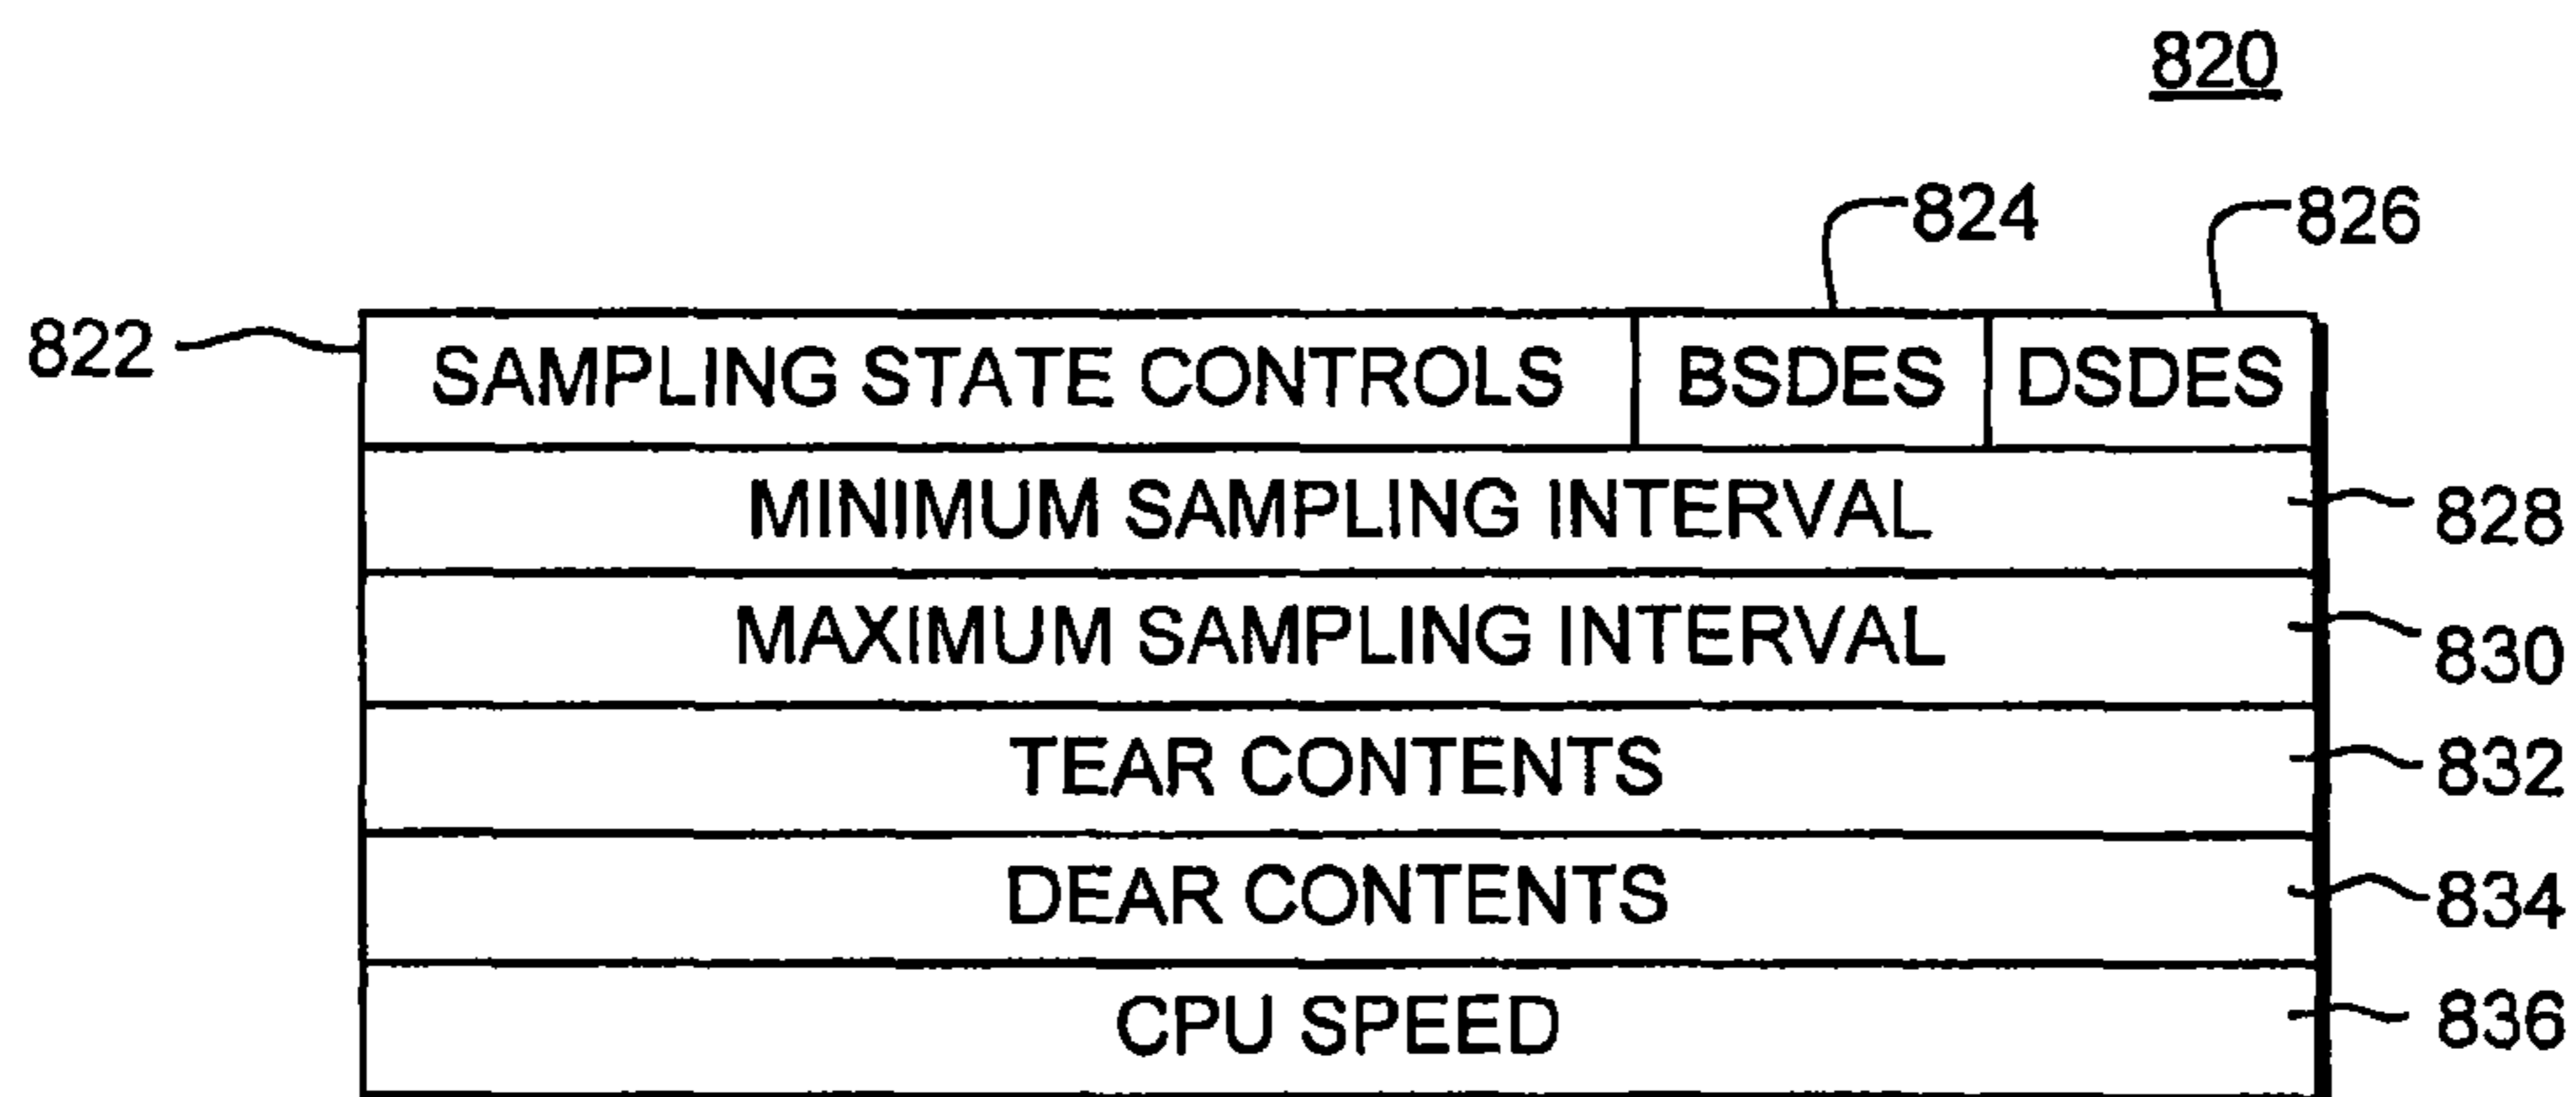 820
824
826
822
SAMPLING STATE CONTROLS BSDES DSDES
MINIMUM SAMPLING INTERVAL
828
MAXIMUM SAMPLING INTERVAL
830
TEAR CONTENTS
832
DEAR CONTENTS
834
CPU SPEED
836